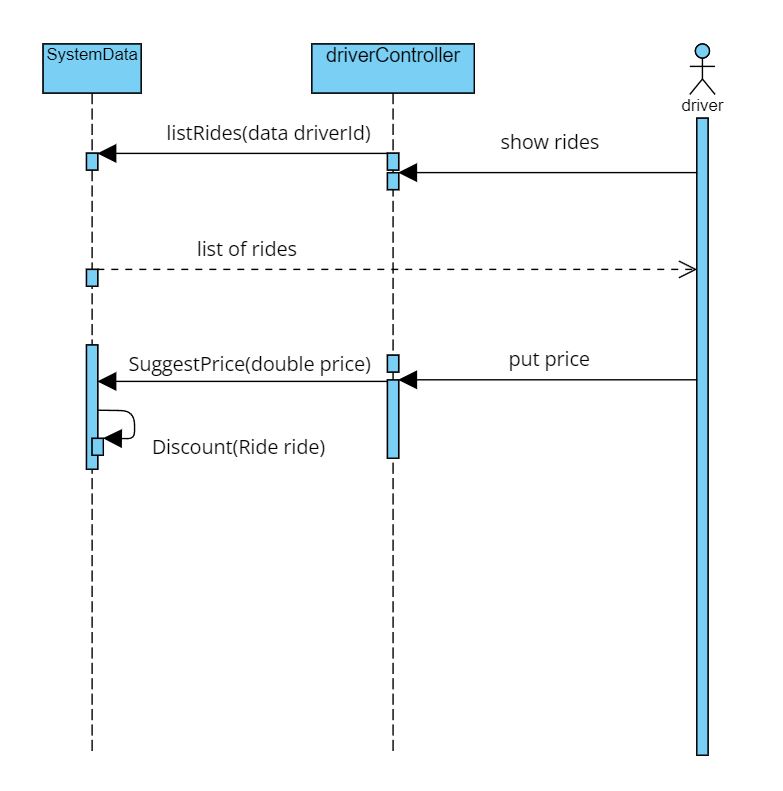 SystemData
driverController
driver
listRides(data driverId)
show rides
list of rides
SuggestPrice(double price)
put price
Discount(Ride ride)